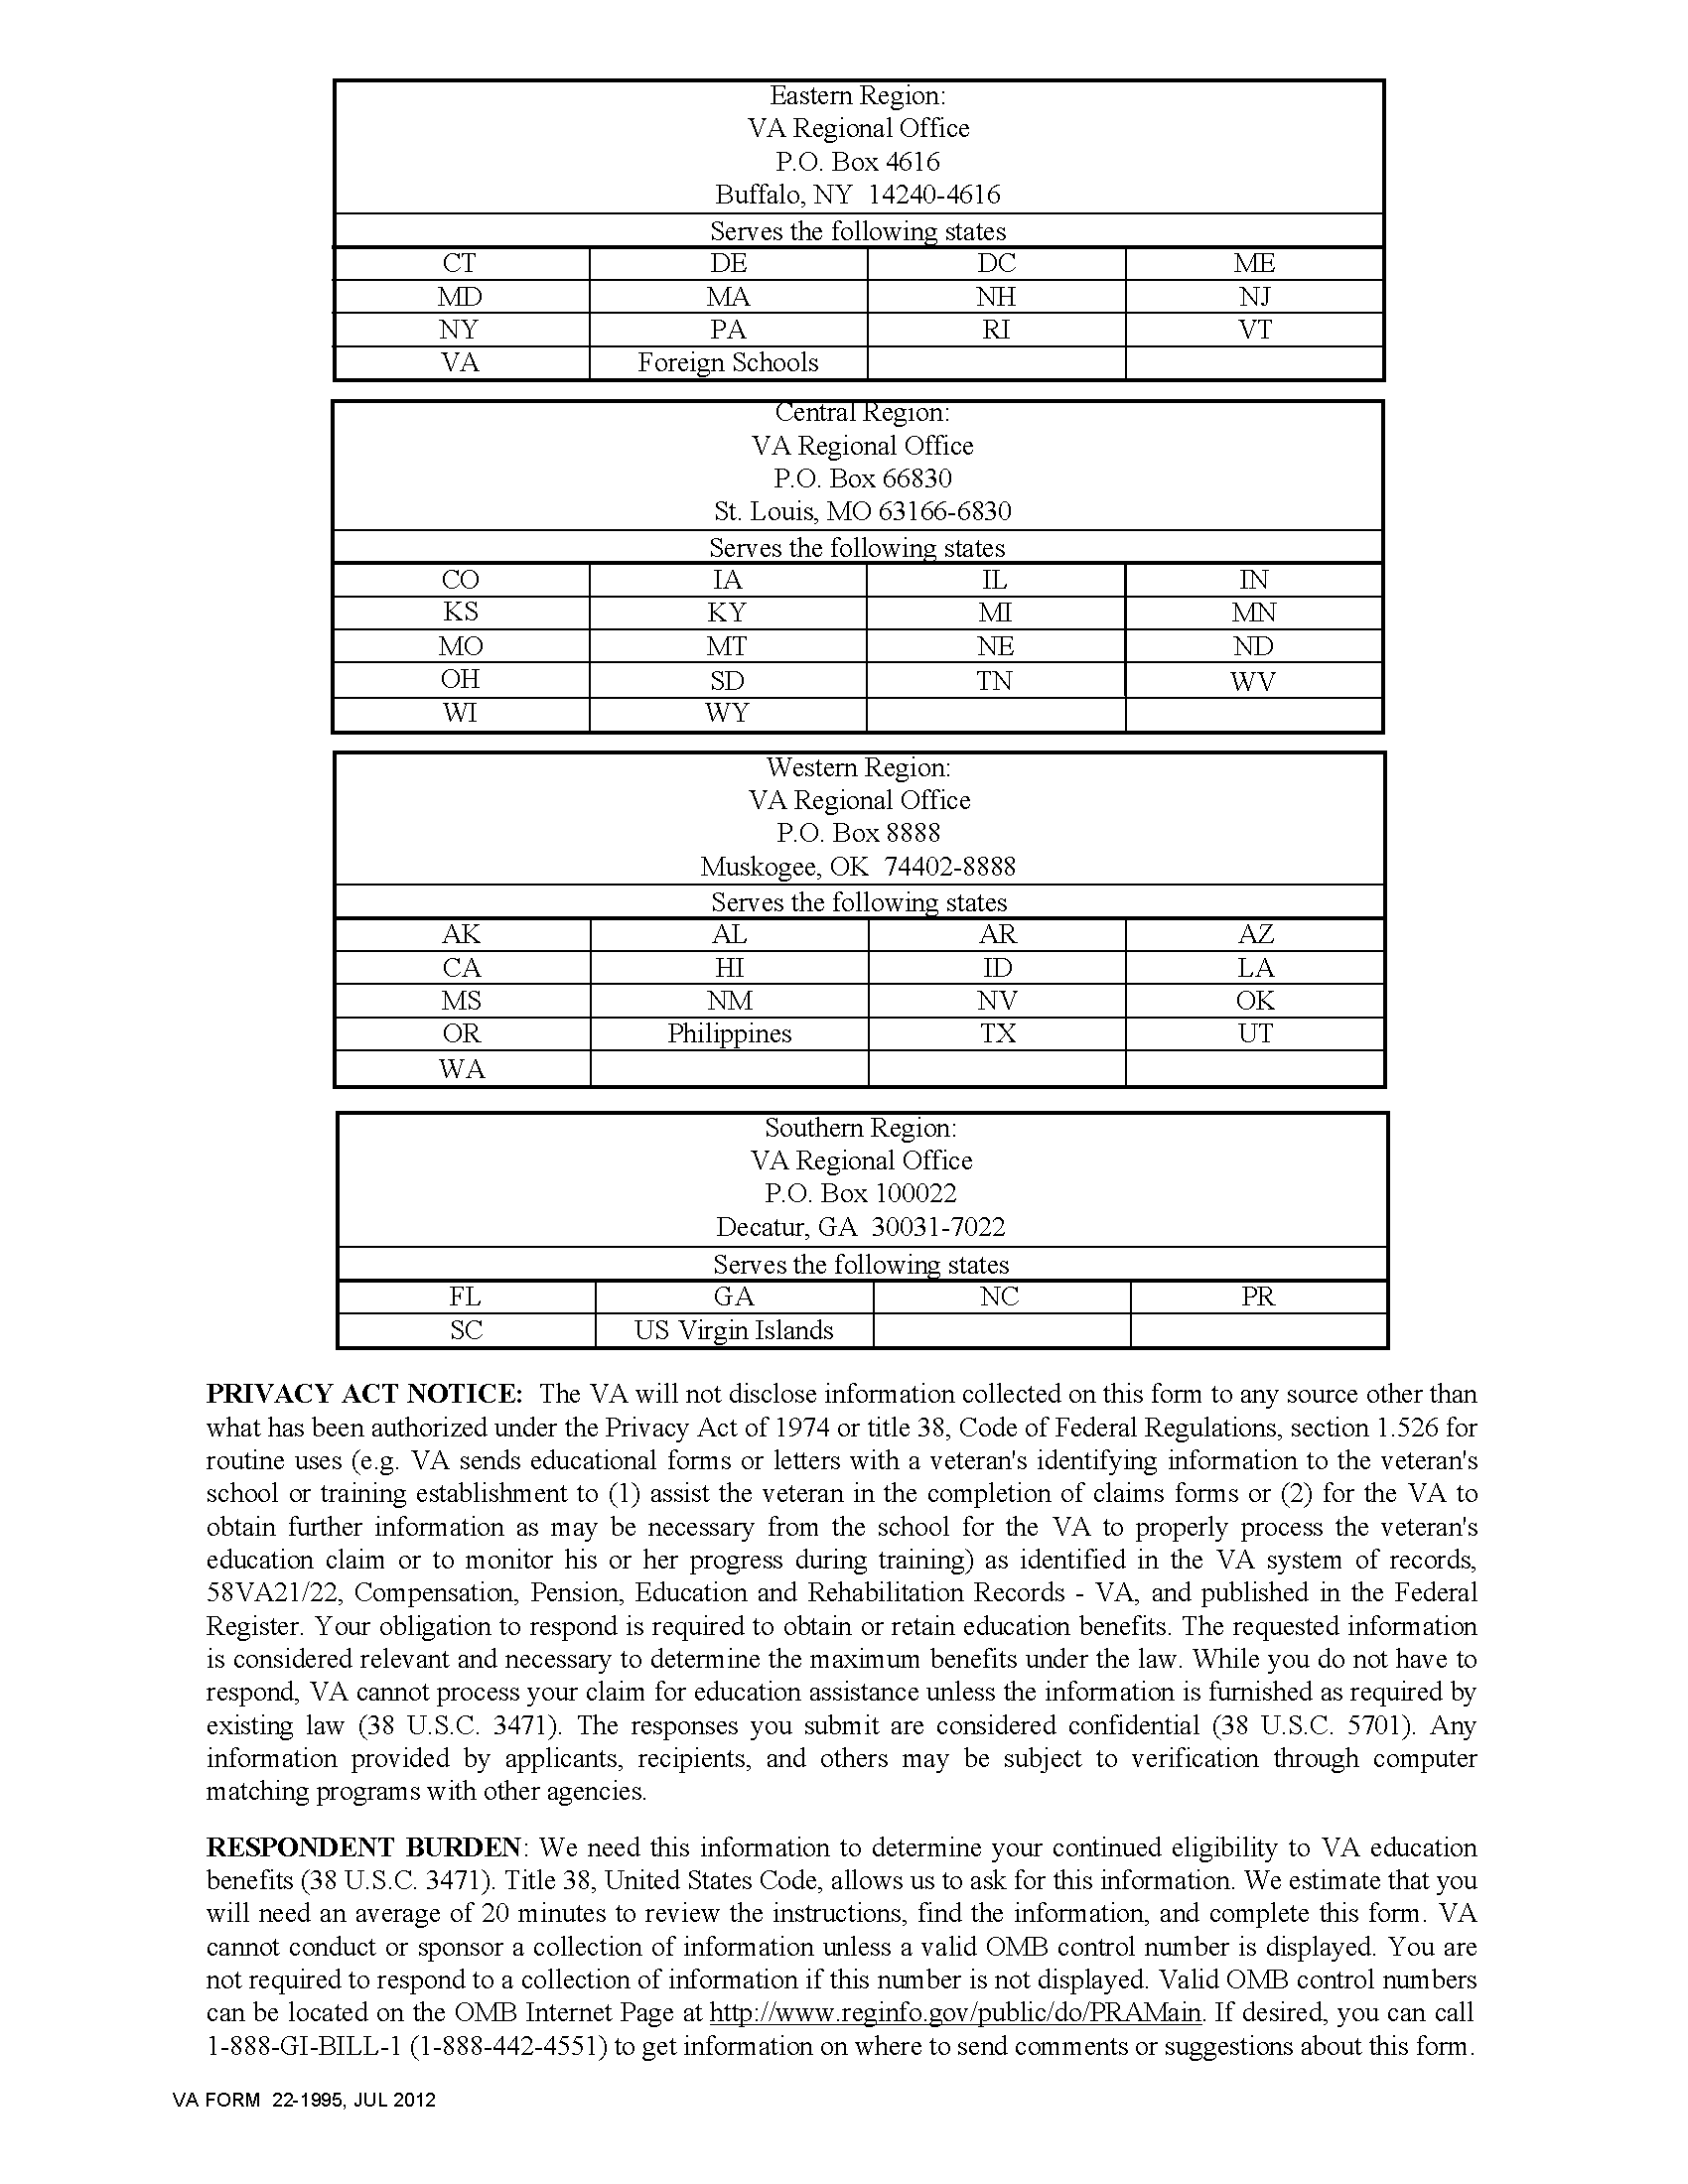 Eastern Region:
VA Regional Office
P.O. Box 4616
Buffalo, NY  14240-4616
Serves the following states
CT DE DC ME
MD MA NH NJ
NY PA RI VT
VA Foreign Schools
Central Region:
VA Regional Office
P.O. Box 66830
St. Louis, MO 63166-6830
Serves the following states
CO IA IL IN
KS KY MI MN
MO MT NE ND
OH SD TN WV
WI WY
Western Region:
VA Regional Office
P.O. Box 8888
Muskogee, OK  74402-8888
Serves the following states
AK AL AR AZ
CA HI ID LA
MS NM NV OK
OR Philippines TX UT
WA
Southern Region:
VA Regional Office
P.O. Box 100022
Decatur, GA  30031-7022
Serves the following states
FL GA NC PR
SC US Virgin Islands
PRIVACY ACT NOTICE:  The VA will not disclose information collected on this form to any source other than
what has been authorized under the Privacy Act of 1974 or title 38, Code of Federal Regulations, section 1.526 for
routine uses (e.g. VA sends educational forms or letters with a veteran's identifying information to the veteran's
school or training establishment to (1) assist the veteran in the completion of claims forms or (2) for the VA to
obtain further information as may be necessary from the school for the VA to properly process the veteran's
education claim or to monitor his or her progress during training) as identified in the VA system of records,
58VA21/22, Compensation, Pension, Education and Rehabilitation Records - VA, and published in the Federal
Register. Your obligation to respond is required to obtain or retain education benefits. The requested information
is considered relevant and necessary to determine the maximum benefits under the law. While you do not have to
respond, VA cannot process your claim for education assistance unless the information is furnished as required by
existing law (38 U.S.C. 3471). The responses you submit are considered confidential (38 U.S.C. 5701). Any
information provided by applicants, recipients, and others may be subject to verification through computer
matching programs with other agencies.
RESPONDENT BURDEN: We need this information to determine your continued eligibility to VA education
benefits (38 U.S.C. 3471). Title 38, United States Code, allows us to ask for this information. We estimate that you
will need an average of 20 minutes to review the instructions, find the information, and complete this form. VA
cannot conduct or sponsor a collection of information unless a valid OMB control number is displayed. You are
not required to respond to a collection of information if this number is not displayed. Valid OMB control numbers
can be located on the OMB Internet Page at http://www.reginfo.gov/public/do/PRAMain. If desired, you can call
1-888-GI-BILL-1 (1-888-442-4551) to get information on where to send comments or suggestions about this form.
VA FORM  22-1995, JUL 2012